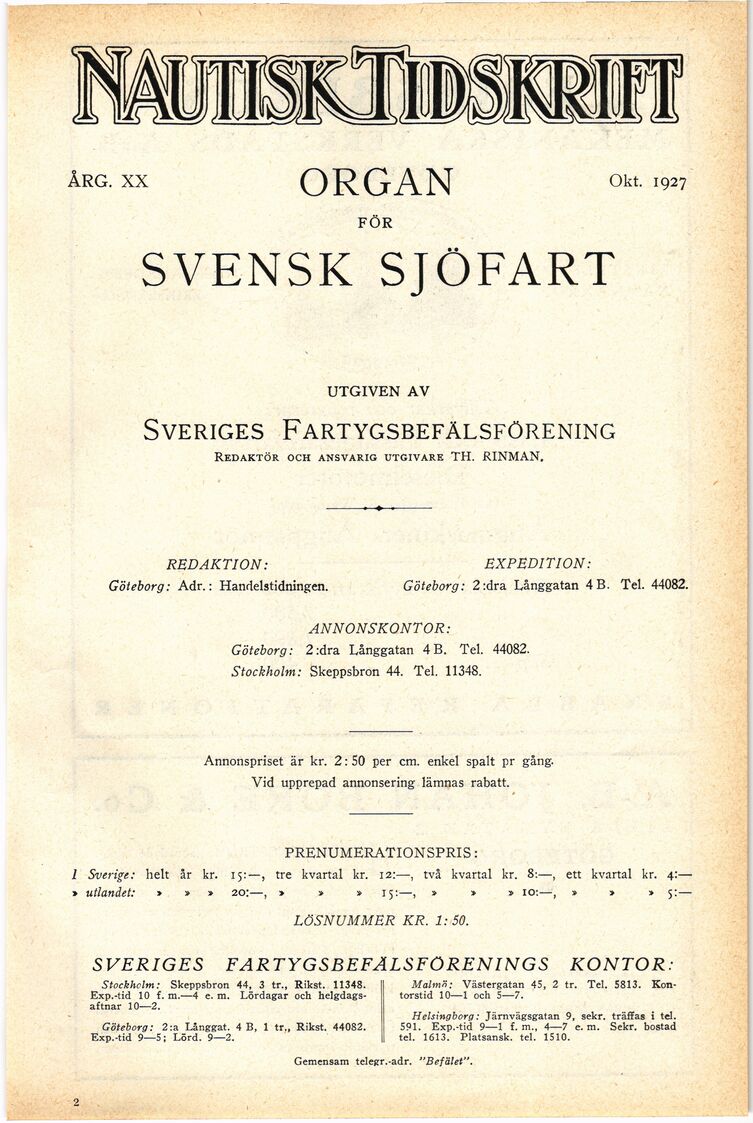 NAUTISK TIDSKRIFT
ÅRG. XX ORGAN Okt. 1927
FÖR
SVENSK SJÖFART
UTGIVEN AV
SVERIGES FARTYGSBEFÄLSFÖRENING
REDAKTÖR OCH ANSVARIG UTGIVARE TH. RINMAN.
REDAKTION:
Göteborg: Adr.: Handelstidningen.
EXPEDITION:
Göteborg: 2:dra Långgatan 4 B. Tel. 44082.
ANNONSKONTOR:
Göteborg: 2:dra Långgatan 4 B. Tel. 44082.
Stockholm: Skeppsbron 44. Tel. 11348.
Annonspriset är kr. 2: 50 per cm. enkel spalt pr gång.
Vid upprepad annonsering lämnas rabatt.
PRENUMERATIONSPRIS:
I Sverige: helt år kr. 15:—, tre kvartal kr. 12:—, två kvartal kr. 8:—, ett kvartal kr. 4:—
» utlandet: » » » 20:—, » » » 15:—, » » » 10:—, » » » 5:—
LÖSNUMMER KR. 1: 50.
SVERIGES FARTYGSBEFÄLSFÖRENINGS KONTOR:
Stockholm: Skeppsbron 44, 3 tr., Rikst. 11348.
Exp.-tid 10 f. m.—4 e. m. Lördagar och helgdags-
aftnar 10—2.
Göteborg: 2:a Långgat. 4 B, 1 tr., Rikst. 44082.
Exp.-tid 9—5; Lörd. 9—2.
Malmö: Västergatan 45, 2 tr. Tel. 5813. Kon-
torstid 10—1 och 5—7.
Helsingborg: Järnvägsgatan 9, sekr. träffas i tel.
591. Exp.-tid 9—1 f. m., 4—7 e. m. Sekr. bostad
tel. 1613. Platsansk. tel. 1510.
Gemensam telegr.-adr. "Befälet".
2